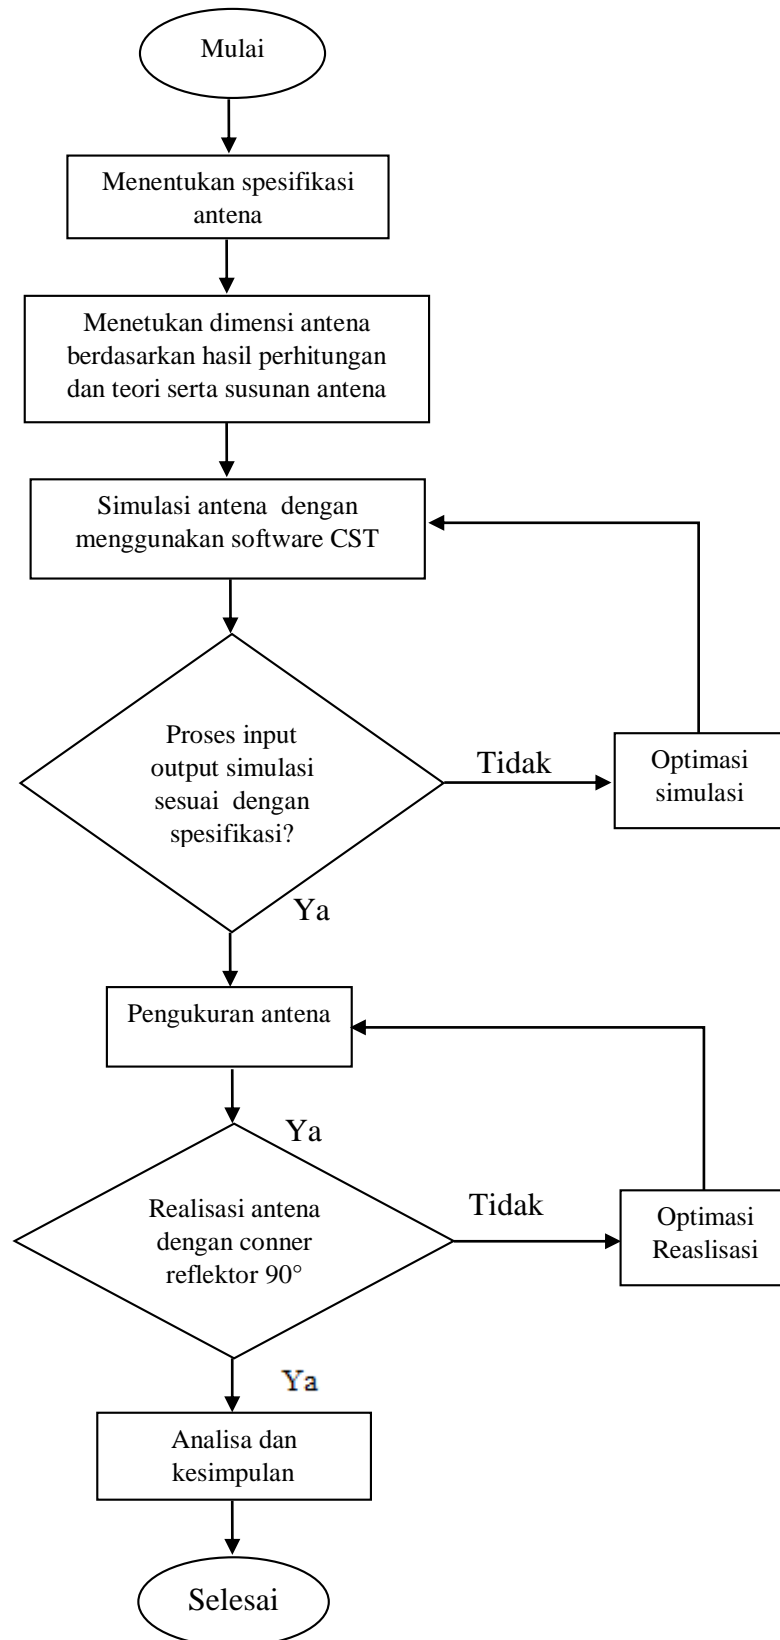 Mulai
Menentukan spesifikasi
antena
Menetukan dimensi antena
berdasarkan hasil perhitungan
dan teori serta susunan antena
Simulasi antena dengan
menggunakan software CST
Proses input
output simulasi
sesuai dengan
spesifikasi?
Tidak
Optimasi
simulasi
Ya
Pengukuran antena
Ya
Realisasi antena
dengan conner
reflektor 90°
Tidak
Optimasi
Reaslisasi
Ya
Analisa dan
kesimpulan
Selesai